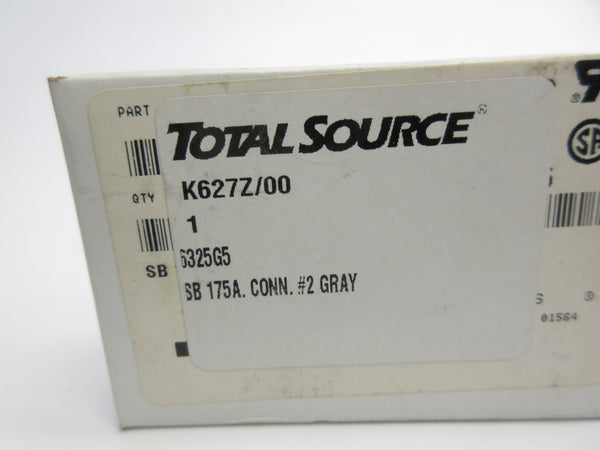 PART
TOTAL SOURCE®
K627Z/00
QTY
1
6325G5
SB
SB 175A. CONN. #2 GRAY
S ®
01564